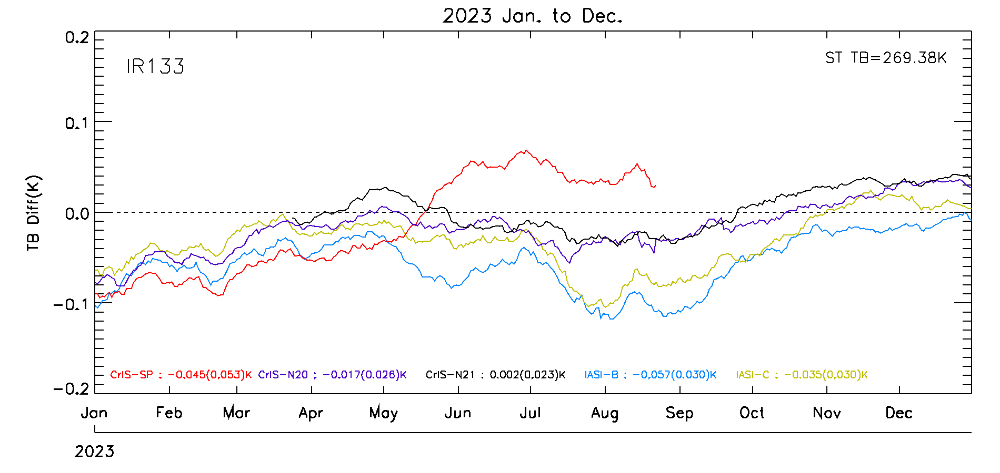 2023 Jan. to Dec.
IR133
ST TB=269.38K
0.2
0.1
0.0
-0.1
-0.2
TB Diff(K)
CrIS-SP : -0.045(0.053)K CrIS-N20 : -0.017(0.026)K CrIS-N21 : 0.002(0.023)K IASI-B : -0.057(0.030)K IASI-C : -0.035(0.030)K
Jan Feb Mar Apr May Jun Jul Aug Sep Oct Nov Dec
2023